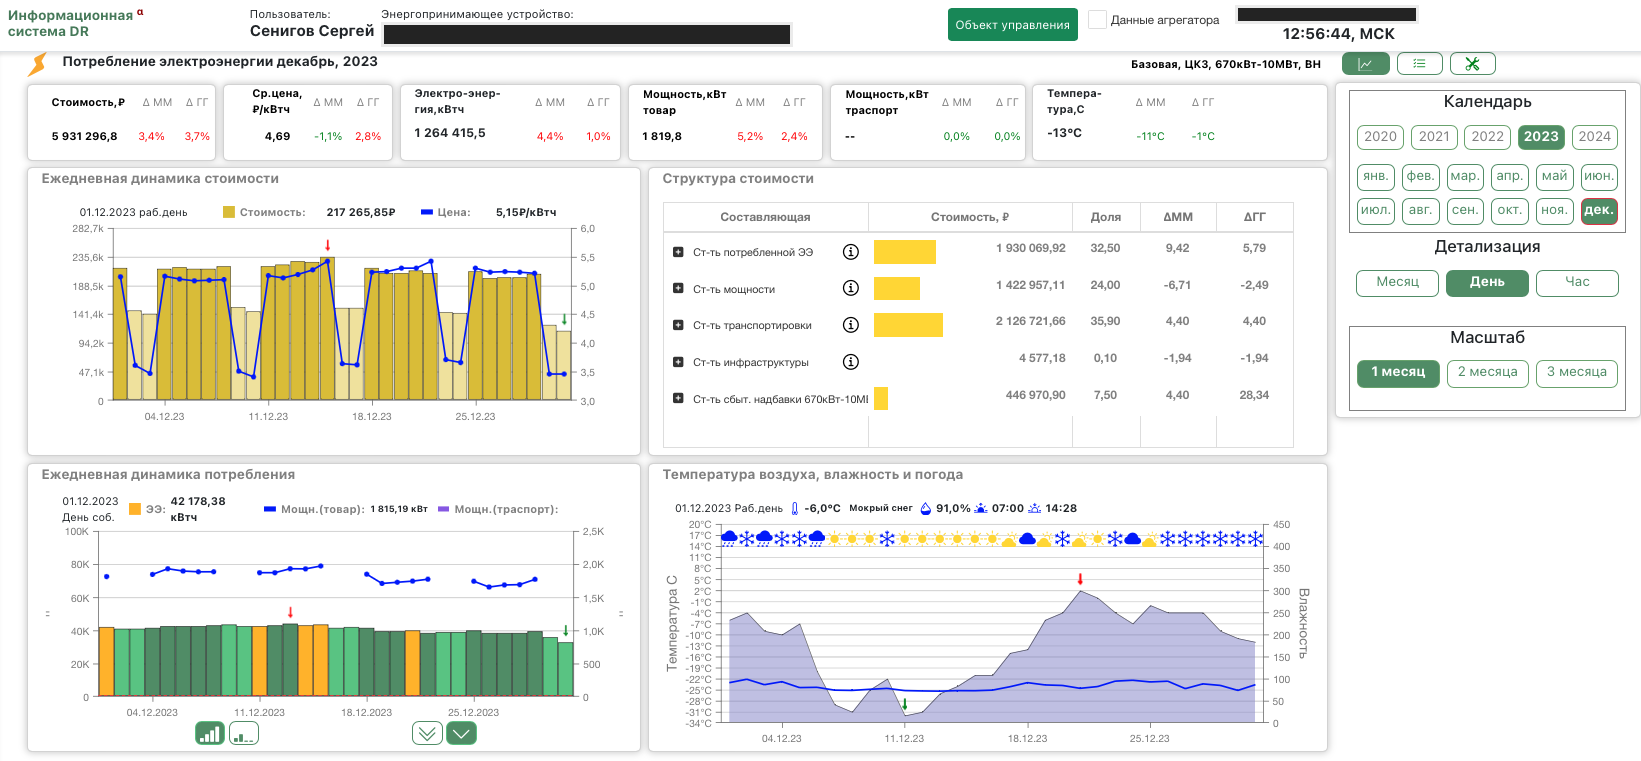 Информационная α
система DR
Пользователь:
Сенигов Сергей
Энергопринимающее устройство:
Объект управления
Данные агрегатора
12:56:44, МСК
Потребление электроэнергии декабрь, 2023
Базовая, ЦК3, 670кВт-10МВт, ВН
Стоимость,₽ Δ ММ Δ ГГ
5 931 296,8 3,4% 3,7%
Ср.цена,
₽/кВтч Δ ММ Δ ГГ
4,69 -1,1% 2,8%
Электро-энер-
гия,кВтч Δ ММ Δ ГГ
1 264 415,5 4,4% 1,0%
Мощность,кВт
товар Δ ММ Δ ГГ
1 819,8 5,2% 2,4%
Мощность,кВт
траспорт Δ ММ Δ ГГ
-- 0,0% 0,0%
Темпера-
тура,С Δ ММ Δ ГГ
-13°C -11°C -1°C
Ежедневная динамика стоимости
01.12.2023 раб.день Стоимость: 217 265,85₽ Цена: 5,15₽/кВтч
282,7k 6,0
235,6k 5,5
188,5k 5,0
141,4k 4,5
94,2k 4,0
47,1k 3,5
0 3,0
04.12.23 11.12.23 18.12.23 25.12.23
Структура стоимости
Составляющая Стоимость, ₽ Доля ΔММ ΔГГ
Ст-ть потребленной ЭЭ 1 930 069,92 32,50 9,42 5,79
Ст-ть мощности 1 422 957,11 24,00 -6,71 -2,49
Ст-ть транспортировки 2 126 721,66 35,90 4,40 4,40
Ст-ть инфраструктуры 4 577,18 0,10 -1,94 -1,94
Ст-ть сбыт. надбавки 670кВт-10МВ 446 970,90 7,50 4,40 28,34
Ежедневная динамика потребления
01.12.2023
День соб.
ЭЭ: 42 178,38
кВтч
Мощн.(товар): 1 815,19 кВт Мощн.(траспорт):
100K 2,5K
80K 2,0K
60K 1,5K
40K 1,0K
20K 500
0 0
04.12.2023 11.12.2023 18.12.2023 25.12.2023
Температура воздуха, влажность и погода
01.12.2023 Раб.день -6,0°C Мокрый снег 91,0% 07:00 14:28
Температура С
20°C
17°C
14°C
11°C
8°C
5°C
2°C
-1°C
-4°C
-7°C
-10°C
-13°C
-16°C
-19°C
-22°C
-25°C
-28°C
-31°C
-34°C
450
400
350
300
250
200
150
100
50
0
Влажность
04.12.23 11.12.23 18.12.23 25.12.23
Календарь
2020 2021 2022 2023 2024
янв. фев. мар. апр. май июн.
июл. авг. сен. окт. ноя. дек.
Детализация
Месяц День Час
Масштаб
1 месяц 2 месяца 3 месяца